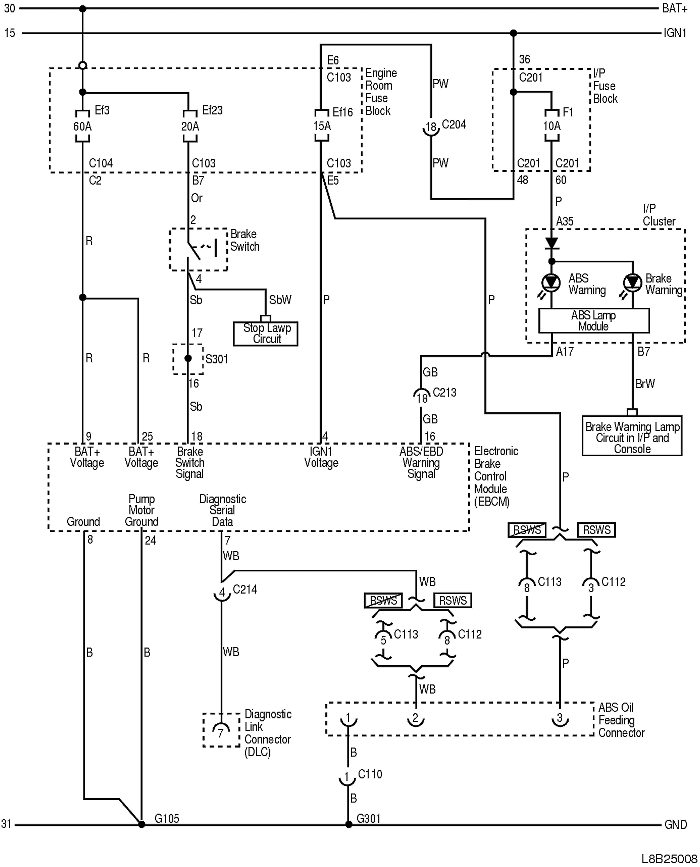 30
BAT+
15
IGN1
E6
C103
36
C201
Engine
Room
Fuse
Block
I/P
Fuse
Block
PW
Ef3
60A
Ef23
20A
Ef16
15A
18
C204
F1
10A
PW
C104
C2
C103
B7
C103
E5
C201
48
C201
60
Or
P
2
A35
I/P
Cluster
R
Brake
Switch
4
ABS
Warning
Brake
Warning
Sb
SbW
P
P
ABS Lamp
Module
Stop Lawp
Circuit
17
S301
16
A17
B7
R
R
GB
18
C213
GB
BrW
Sb
Brake Warning Lamp
Circuit in I/P and
Console
9
25
18
4
16
BAT+
Voltage
BAT+
Voltage
Brake
Switch
Signal
IGN1
Voltage
ABS/EBD
Warning
Signal
Electronic
Brake
Control
Module
(EBCM)
P
Ground
Pump
Motor
Ground
Diagnostic
Serial
Data
8
24
7
RSWS
RSWS
WB
4
C214
WB
8
C113
3
C112
RSWS
RSWS
5
C113
8
C112
B
B
WB
P
WB
Diagnostic
Link
Connector
(DLC)
7
1
2
3
ABS Oil
Feeding
Connector
B
1
C110
B
31
G105
G301
GND
L8B25008